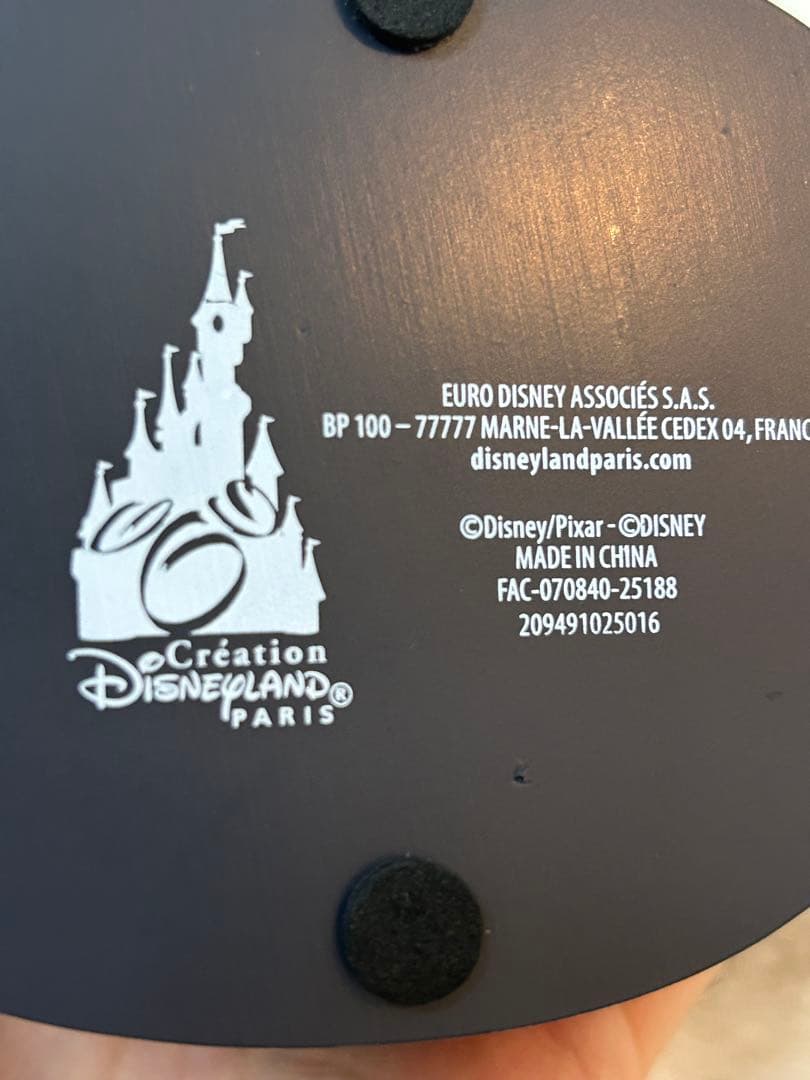 EURO DISNEY ASSOCIÉS S.A.S.
BP 100 – 77777 MARNE-LA-VALLÉE CEDEX 04, FRANC
disneylandparis.com
©Disney/Pixar - ©DISNEY
MADE IN CHINA
FAC-070840-25188
209491025016
Création
DISNEYLAND®
PARIS